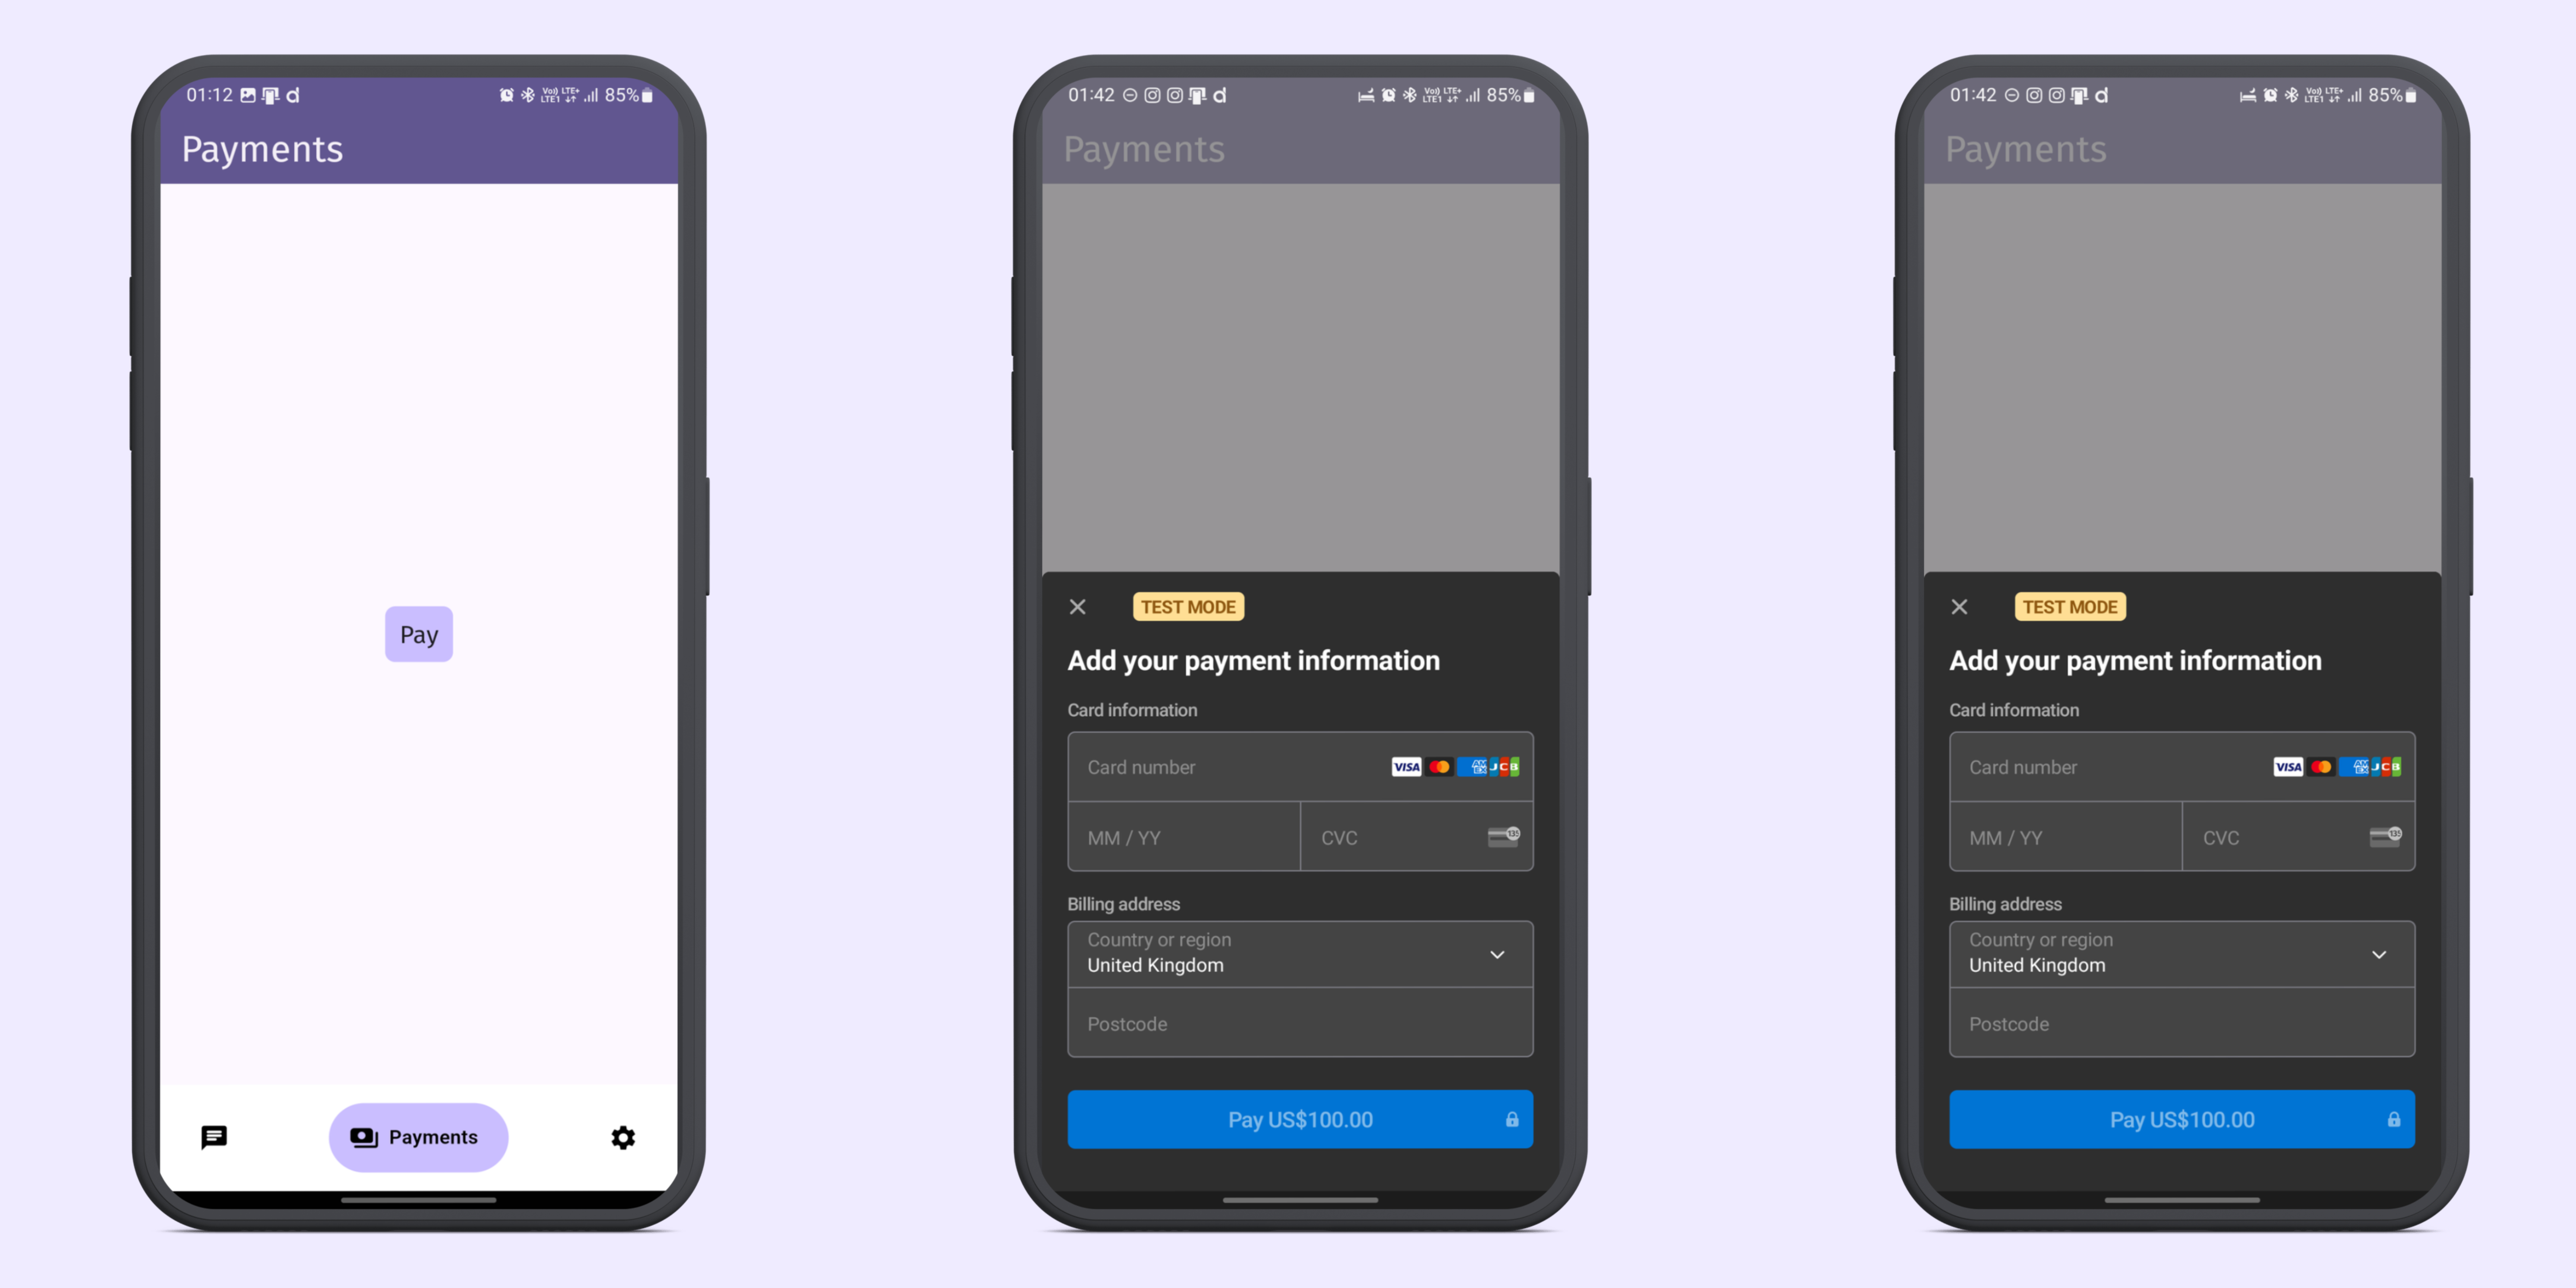 01:12 d 85%
Payments
Pay
Payments
01:42 d 85%
Payments
TEST MODE
Add your payment information
Card information
Card number VISA JCB
MM / YY CVC
Billing address
Country or region
United Kingdom
Postcode
Pay US$100.00
01:42 d 85%
Payments
TEST MODE
Add your payment information
Card information
Card number VISA JCB
MM / YY CVC
Billing address
Country or region
United Kingdom
Postcode
Pay US$100.00